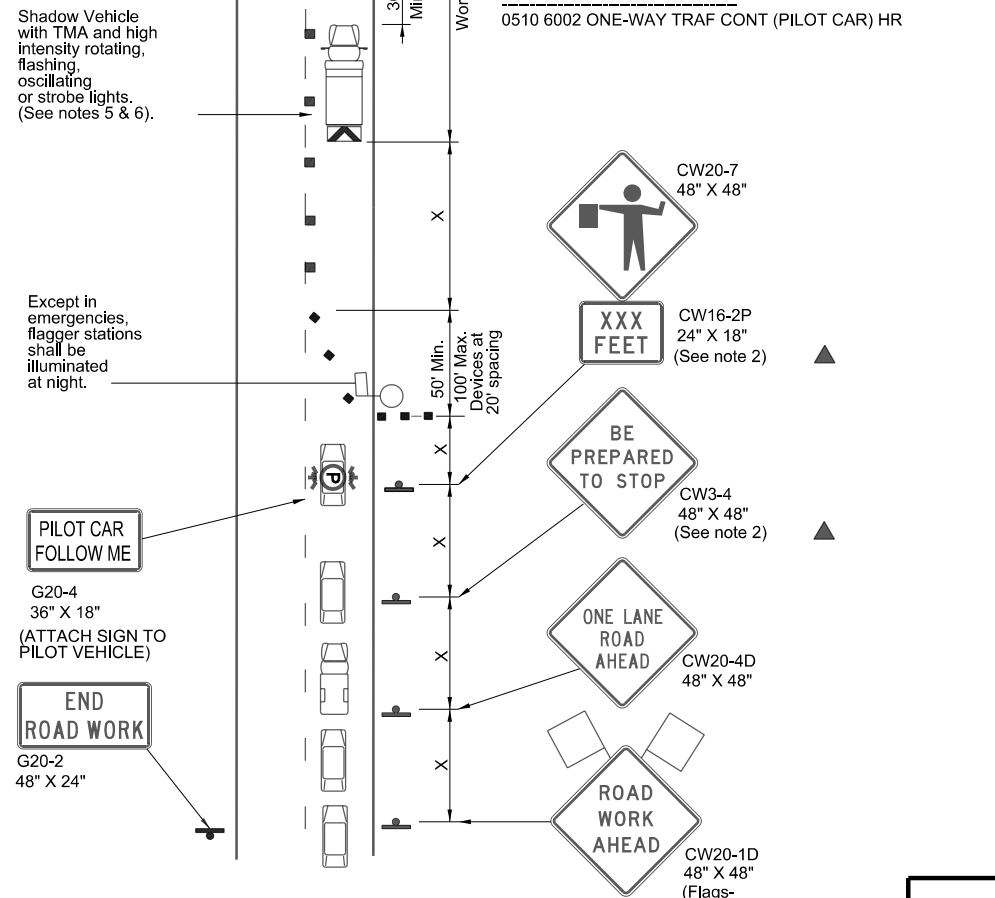 Shadow Vehicle
with TMA and high
intensity rotating,
flashing,
oscillating
or strobe lights.
(See notes 5 & 6).
0510 6002 ONE-WAY TRAF CONT (PILOT CAR) HR
X
CW20-7
48" X 48"
Except in
emergencies,
flagger stations
shall be
illuminated
at night.
50' Min.
100' Max.
Devices at
20' spacing
XXX
FEET
CW16-2P
24" X 18"
(See note 2)
X
BE
PREPARED
TO STOP
CW3-4
48" X 48"
(See note 2)
P
PILOT CAR
FOLLOW ME
G20-4
36" X 18"
(ATTACH SIGN TO
PILOT VEHICLE)
X
ONE LANE
ROAD
AHEAD
CW20-4D
48" X 48"
X
END
ROAD WORK
G20-2
48" X 24"
X
ROAD
WORK
AHEAD
CW20-1D
48" X 48"
(Flags-